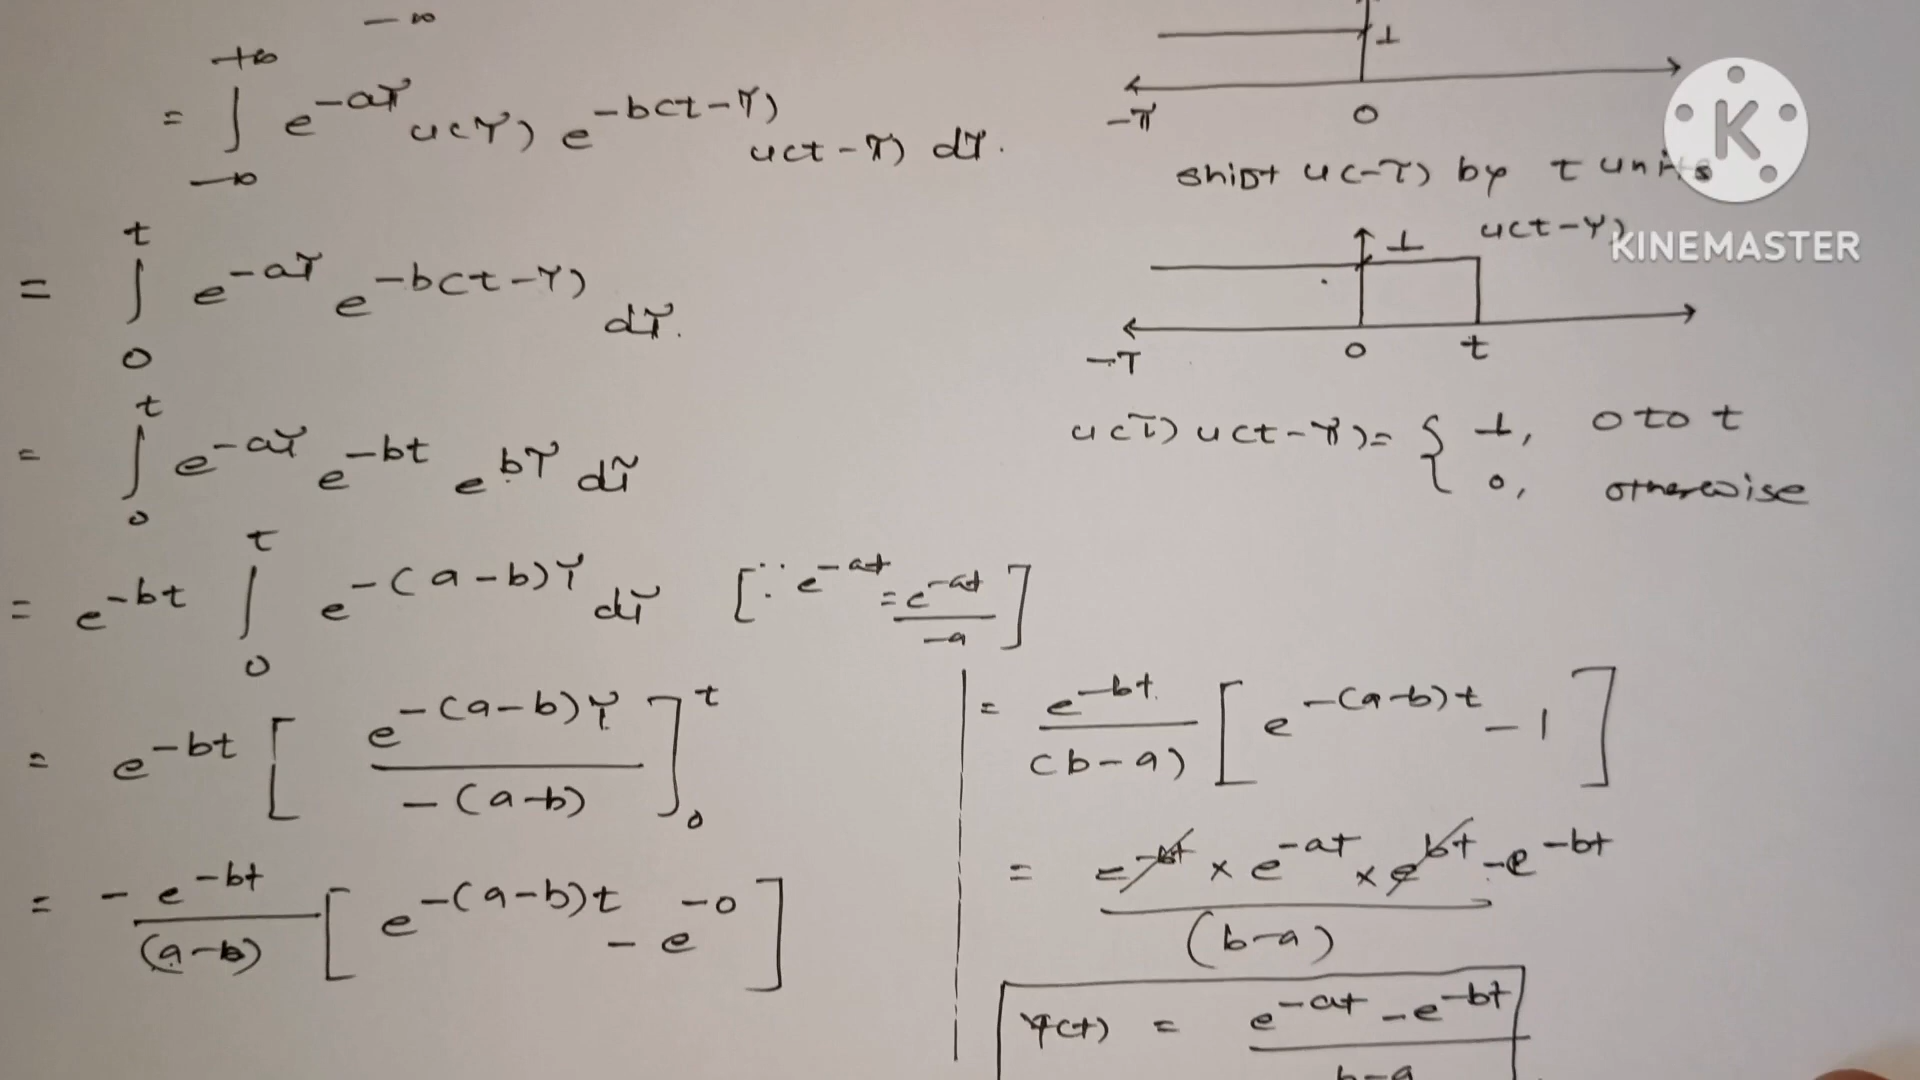 -∞
= ∫_{-∞}^{+∞} e^{-aτ} u(τ) e^{-b(t-τ)} u(t-τ) dτ.
= ∫_0^t e^{-aτ} e^{-b(t-τ)} dτ.
= ∫_0^t e^{-aτ} e^{-bt} e^{bτ} dτ
= e^{-bt} ∫_0^t e^{-(a-b)τ} dτ [∵ e^{-at} = e^{-at}/-a]
= e^{-bt} [e^{-(a-b)τ}/-(a-b)]_0^t
= -e^{-bt}/(a-b) [e^{-(a-b)t} - e^{-0}]
1
-τ 0
shift u(-τ) by t units
1 u(t-τ)
-τ 0 t
u(τ) u(t-τ) = { 1, 0 to t
0, otherwise
= e^{-bt}/(b-a) [e^{-(a-b)t} - 1]
= e^{-bt} × e^{-at} × e^{bt} - e^{-bt}/(b-a)
y(t) = e^{-at} - e^{-bt}/b-a
K
KINEMASTER